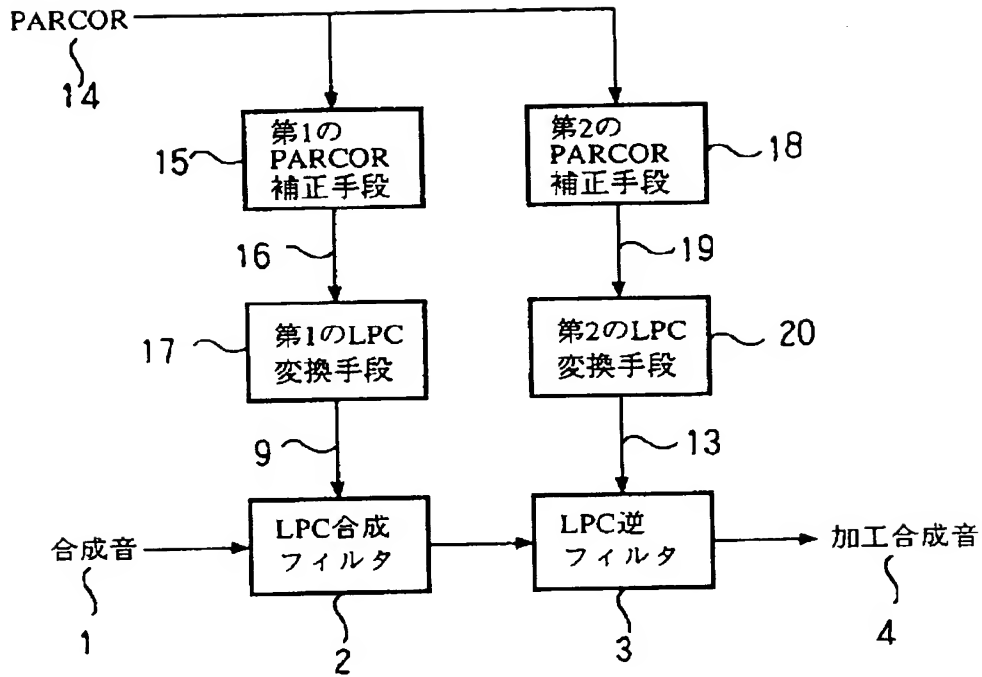 PARCOR
14
第1の
PARCOR
補正手段
15
第2の
PARCOR
補正手段
18
16
19
第1のLPC
変換手段
17
第2のLPC
変換手段
20
9
13
合成音
1
LPC合成
フィルタ
2
LPC逆
フィルタ
3
加工合成音
4